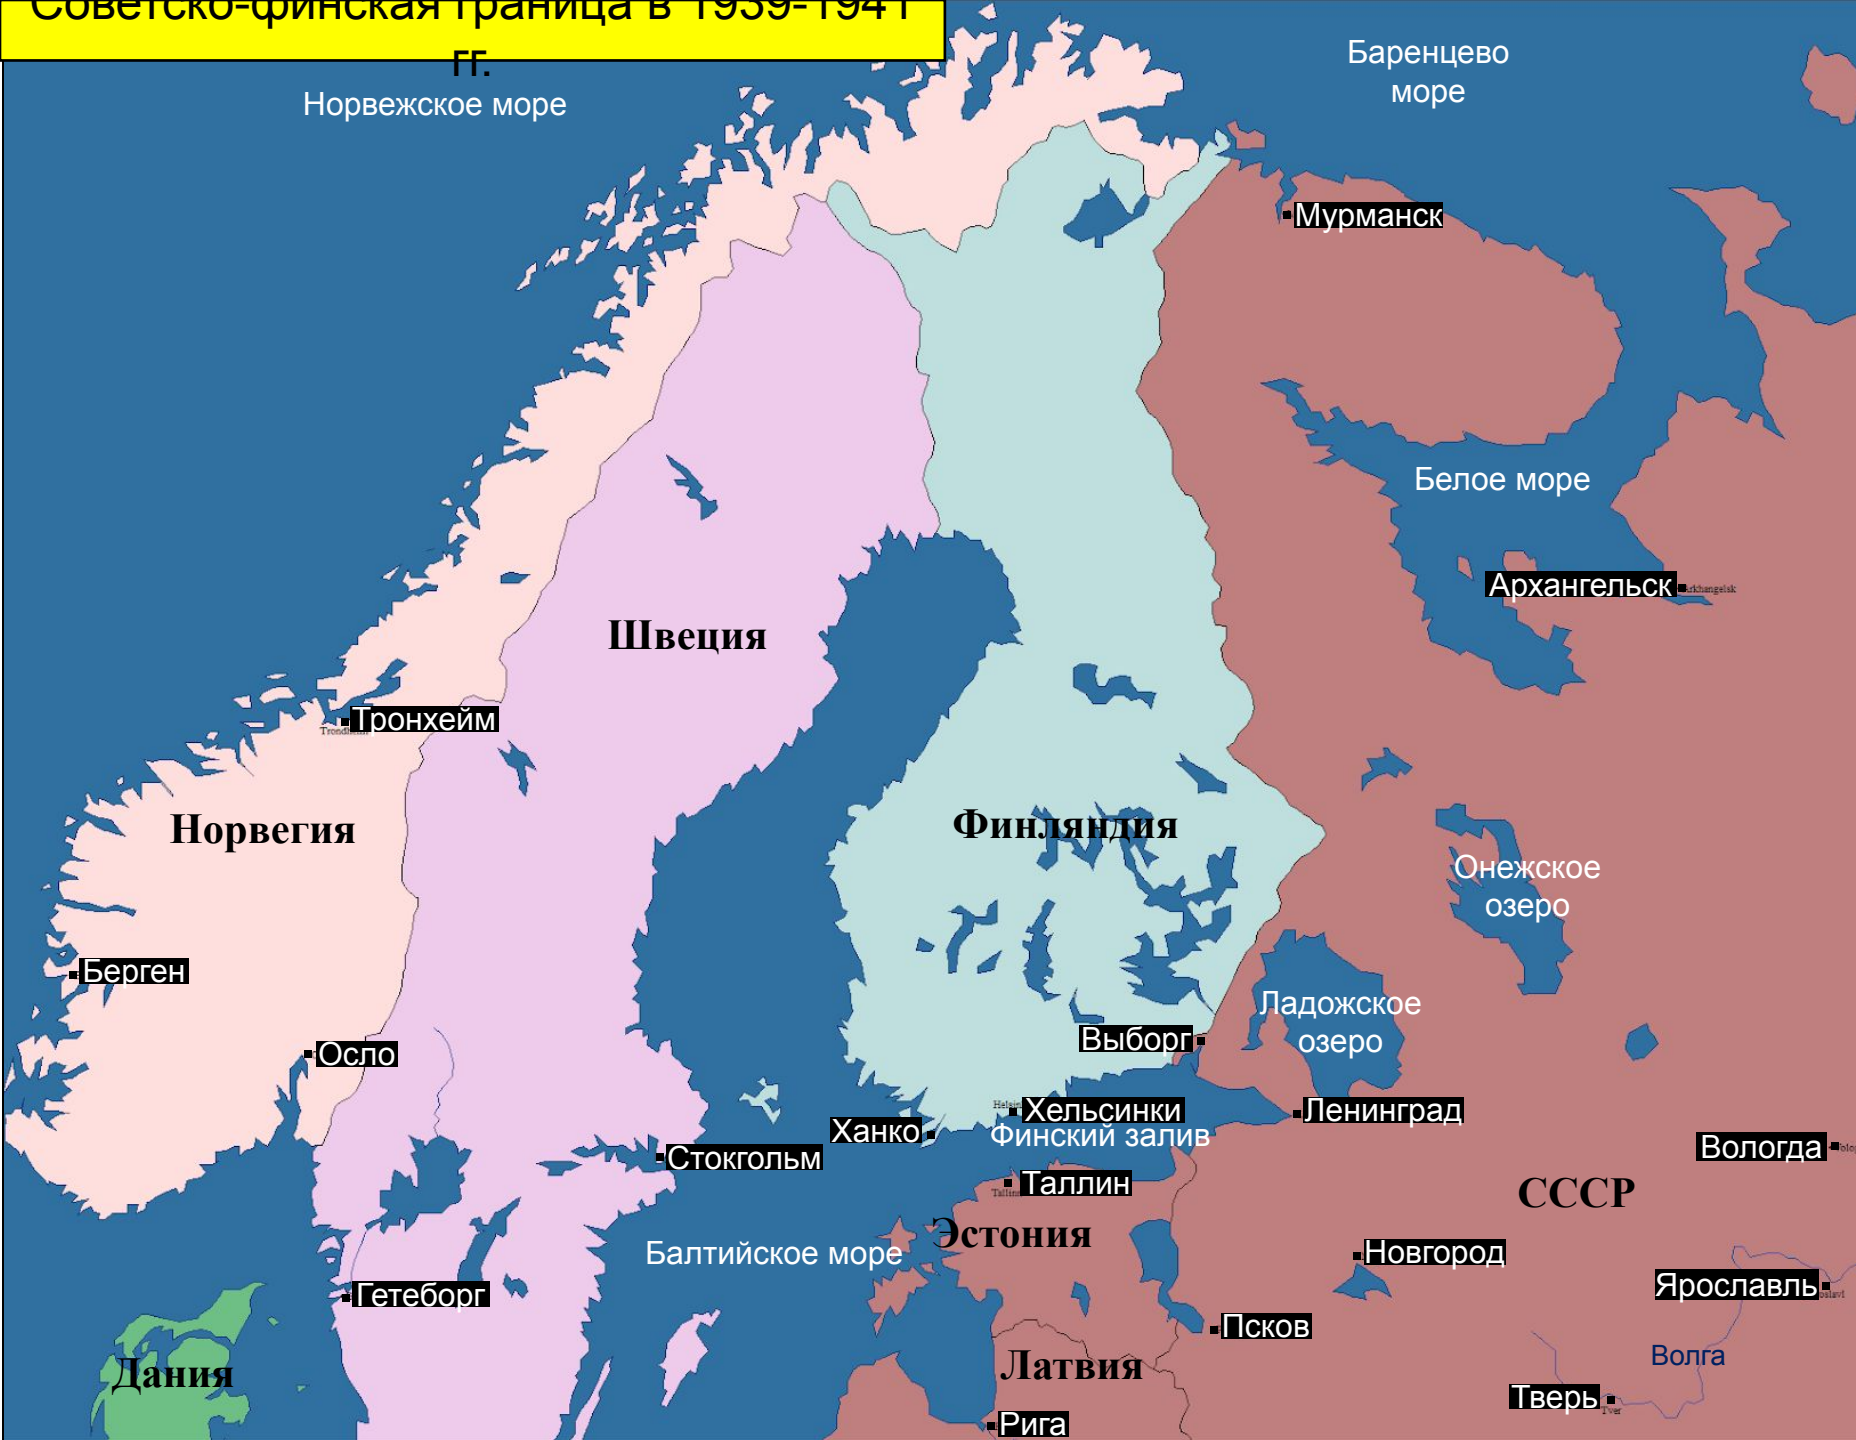 Советско-финская граница в 1939-1941
гг.
Норвежское море
Баренцево
море
Мурманск
Белое море
Архангельск
Arkhangelsk
Швеция
Тронхейм
Норвегия
Финляндия
Онежское
озеро
Берген
Ладожское
озеро
Выборг
Осло
Хельсинки
Ленинград
Ханко
Финский залив
Стокгольм
Вологда
Таллин
СССР
Эстония
Балтийское море
Новгород
Гетеборг
Ярославль
Псков
Волга
Латвия
Дания
Тверь
Tver
Рига